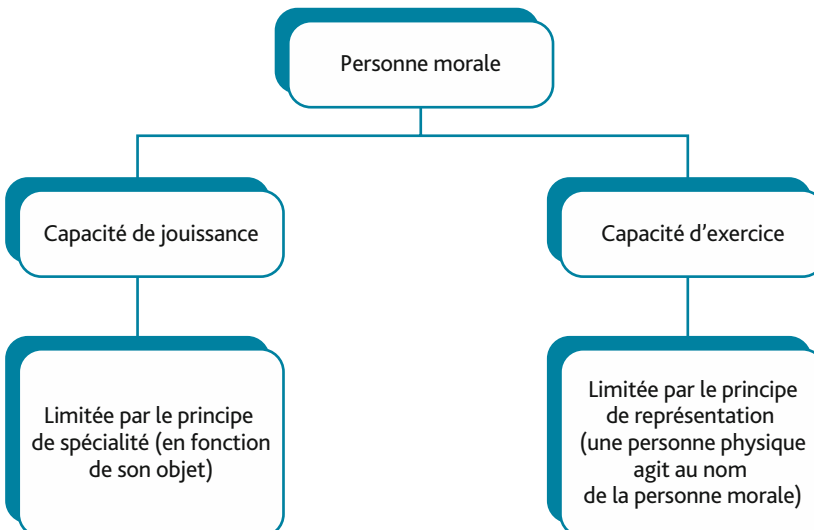 Personne morale
Capacité de jouissance
Capacité d’exercice
Limitée par le principe
de spécialité (en fonction
de son objet)
Limitée par le principe
de représentation
(une personne physique
agit au nom
de la personne morale)